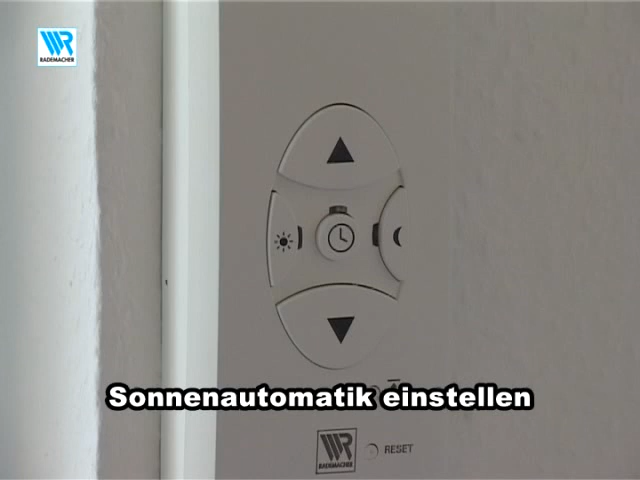 RADEMACHER
Sonnenautomatik einstellen
RADEMACHER
RESET